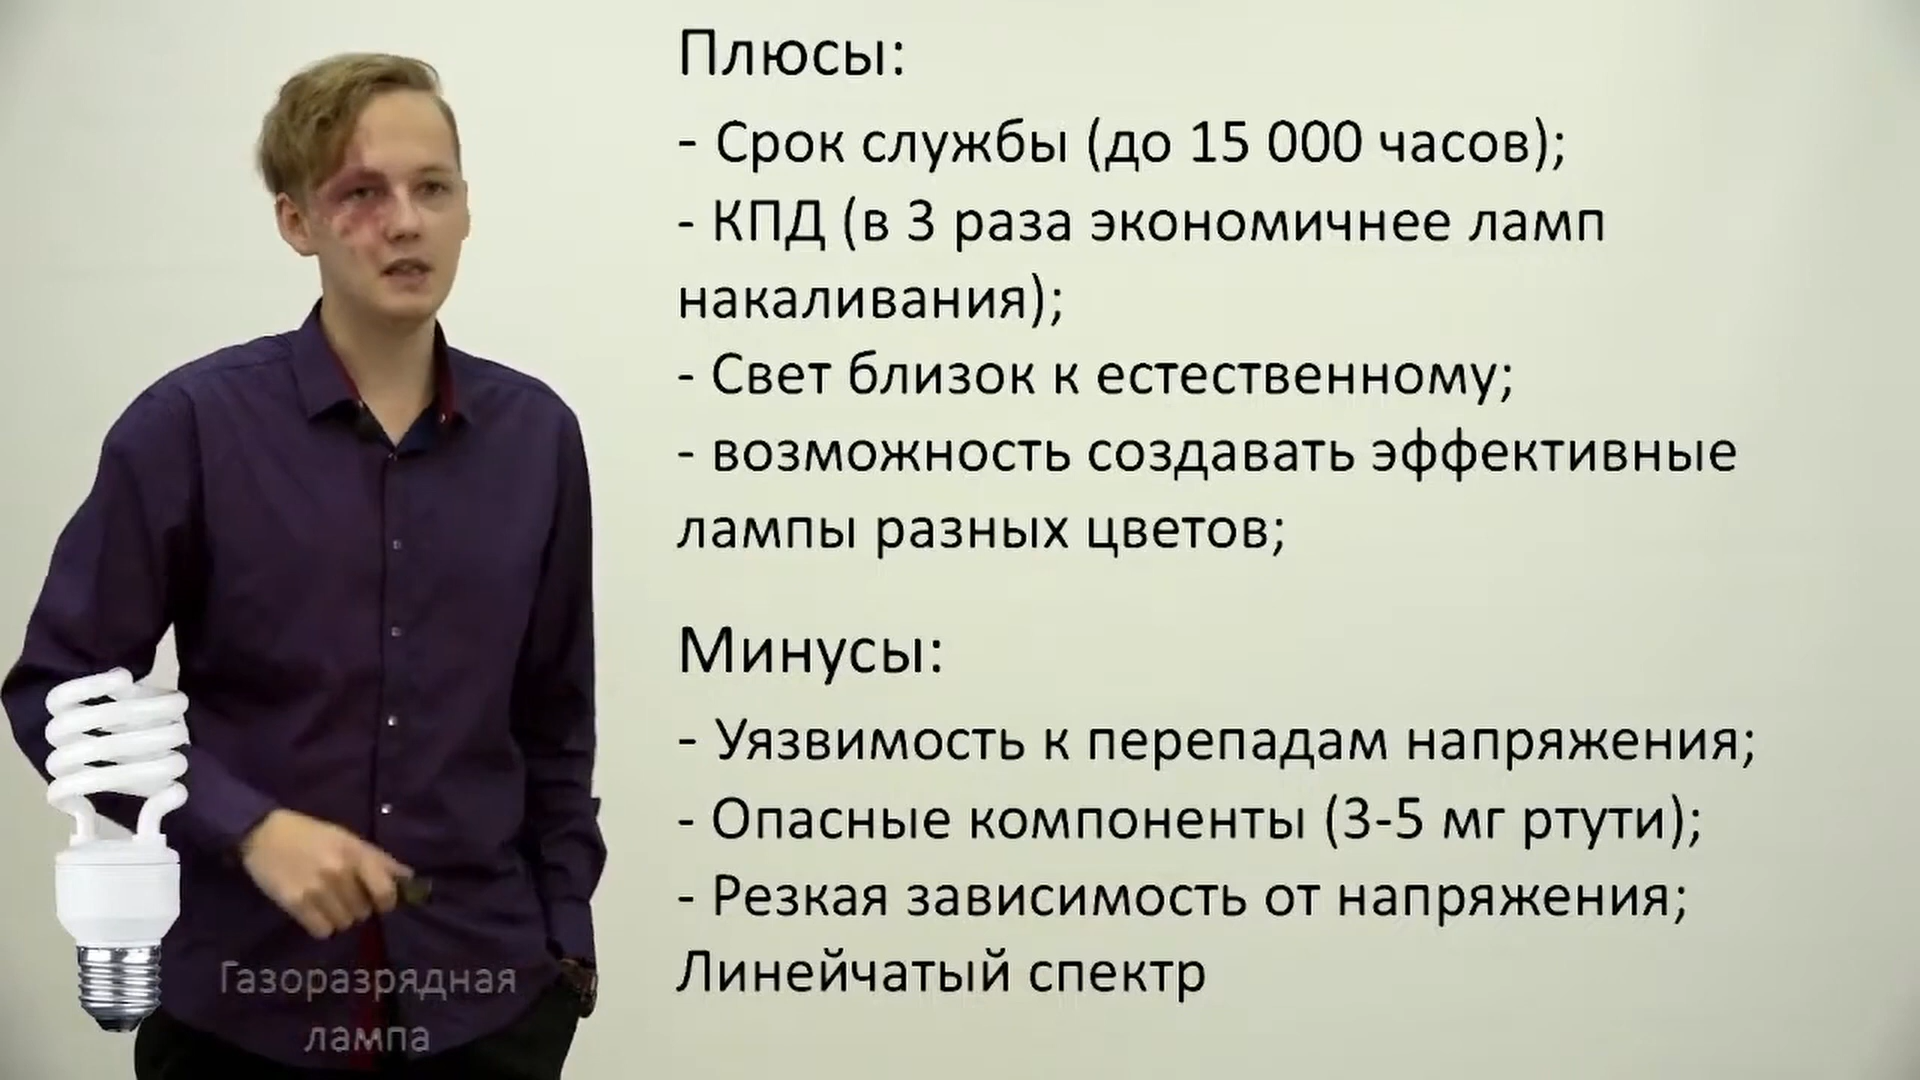 Плюсы:
- Срок службы (до 15 000 часов);
- КПД (в 3 раза экономичнее ламп
накаливания);
- Свет близок к естественному;
- возможность создавать эффективные
лампы разных цветов;
Минусы:
- Уязвимость к перепадам напряжения;
- Опасные компоненты (3-5 мг ртути);
- Резкая зависимость от напряжения;
Линейчатый спектр
Газоразрядная
лампа